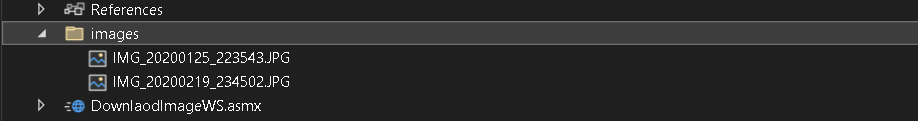 References
images
IMG_20200125_223543.JPG
IMG_20200219_234502.JPG
DownlaodImageWS.asmx